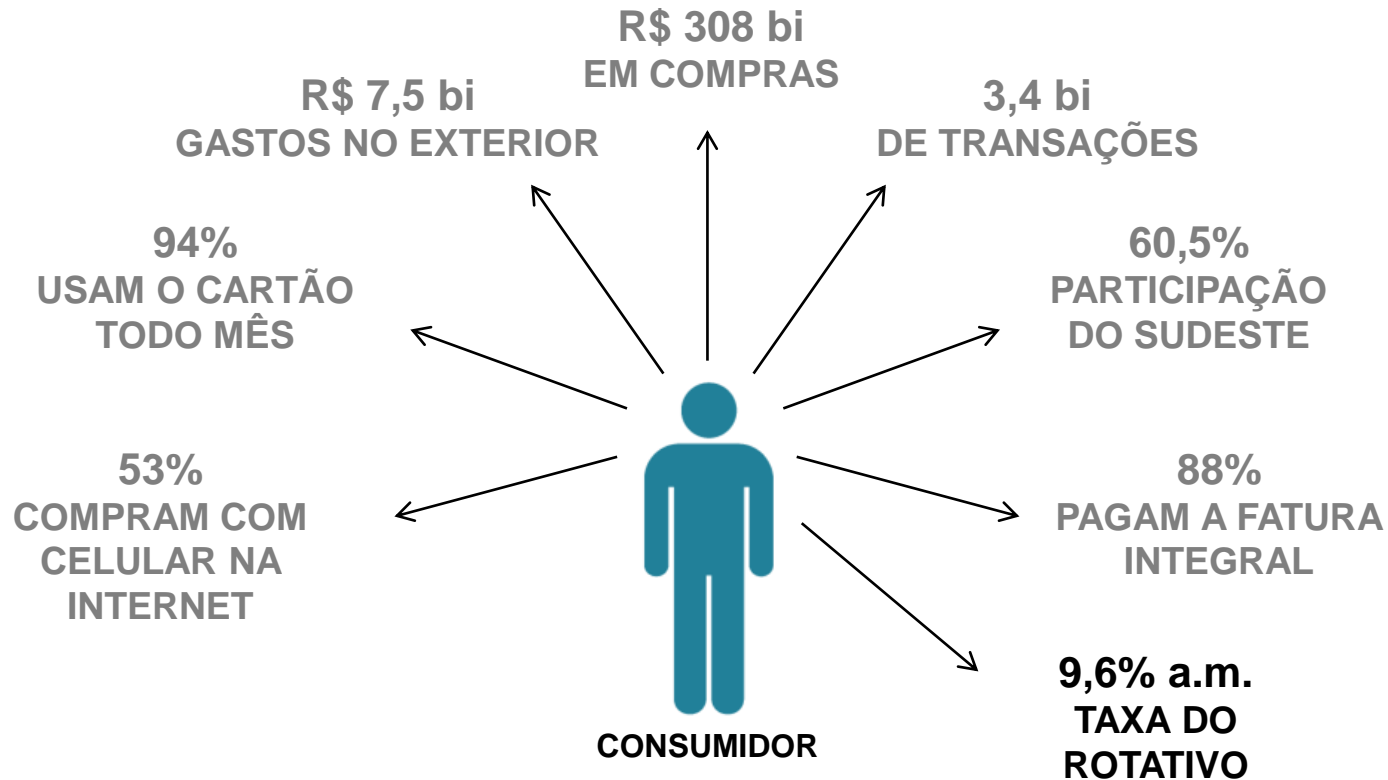 R$ 308 bi
EM COMPRAS
R$ 7,5 bi
GASTOS NO EXTERIOR
3,4 bi
DE TRANSAÇÕES
94%
USAM O CARTÃO
TODO MÊS
60,5%
PARTICIPAÇÃO
DO SUDESTE
53%
COMPRAM COM
CELULAR NA
INTERNET
88%
PAGAM A FATURA
INTEGRAL
9,6% a.m.
TAXA DO
ROTATIVO
CONSUMIDOR